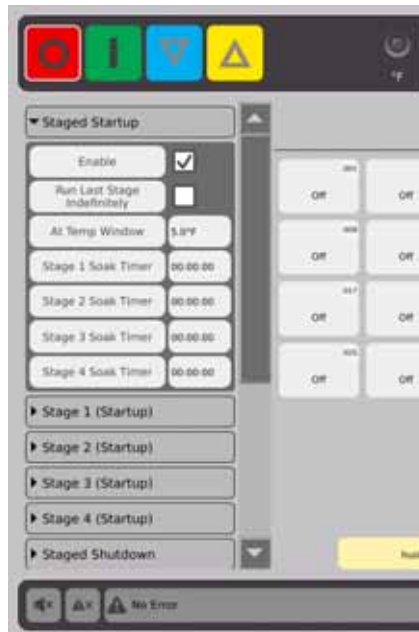 °F
Staged Startup
Enable
Run Last Stage
Indefinitely
At Temp Window 5.0°F
Stage 1 Soak Timer 00:00:00
Stage 2 Soak Timer 00:00:00
Stage 3 Soak Timer 00:00:00
Stage 4 Soak Timer 00:00:00
Stage 1 (Startup)
Stage 2 (Startup)
Stage 3 (Startup)
Stage 4 (Startup)
Staged Shutdown
001
Off Off
Off Off
017
Off Off
Off Off
No Error